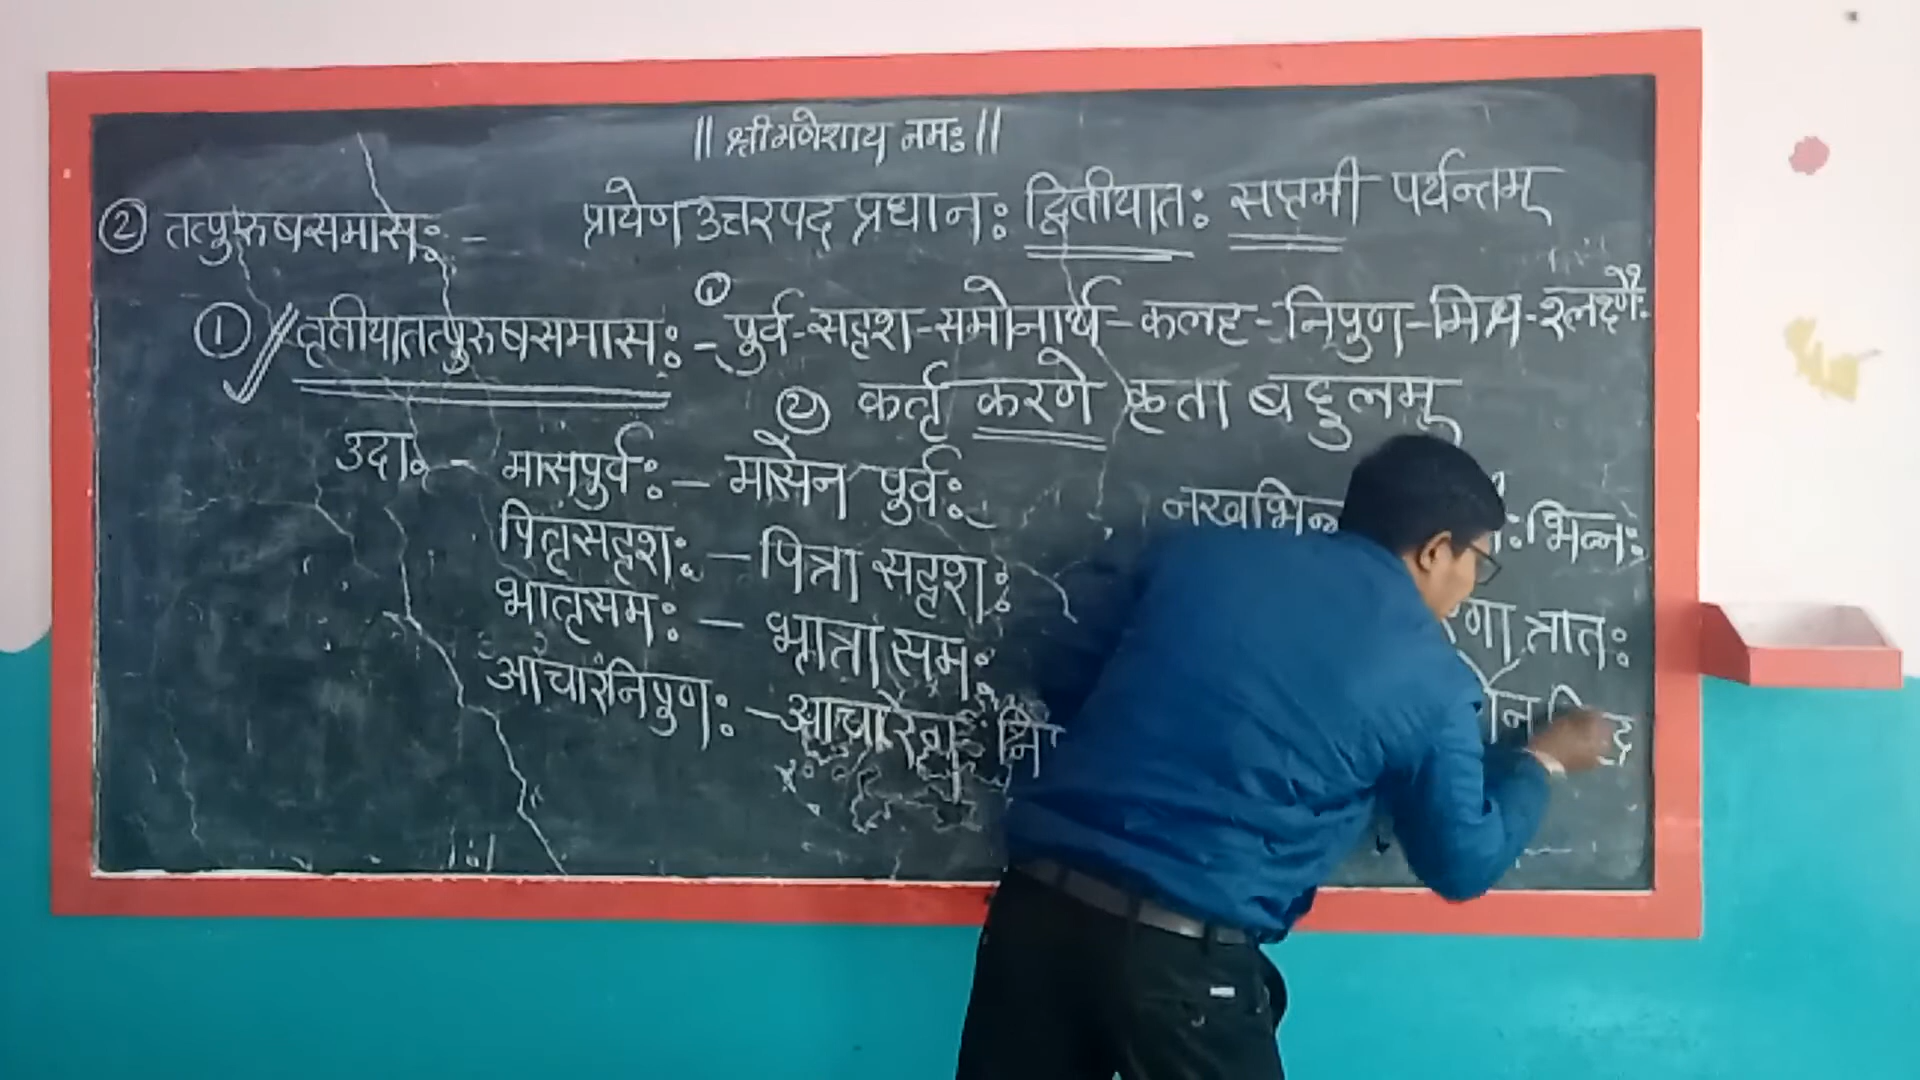 ॥ श्रीगणेशाय नमः ॥
② तत्पुरुषसमासः - प्रायेण उत्तरपद प्रधानः द्वितीयातः सप्तमी पर्यन्तम्
① तृतीयातत्पुरुषसमासः - ① पुर्व-सदृश-समोनार्थ-कलह-निपुण-मिश्र-श्लक्ष्णैः
② कर्तृ करणे कृता बहुलम्
उदा. - मासपुर्वः - मासेन पुर्वः
पितृसदृशः - पित्रा सदृशः
भातृसमः - भ्रात्रा समः
आचारनिपुणः - आचारेण नि
नखभिन्न : भिन्नः
त्रातः